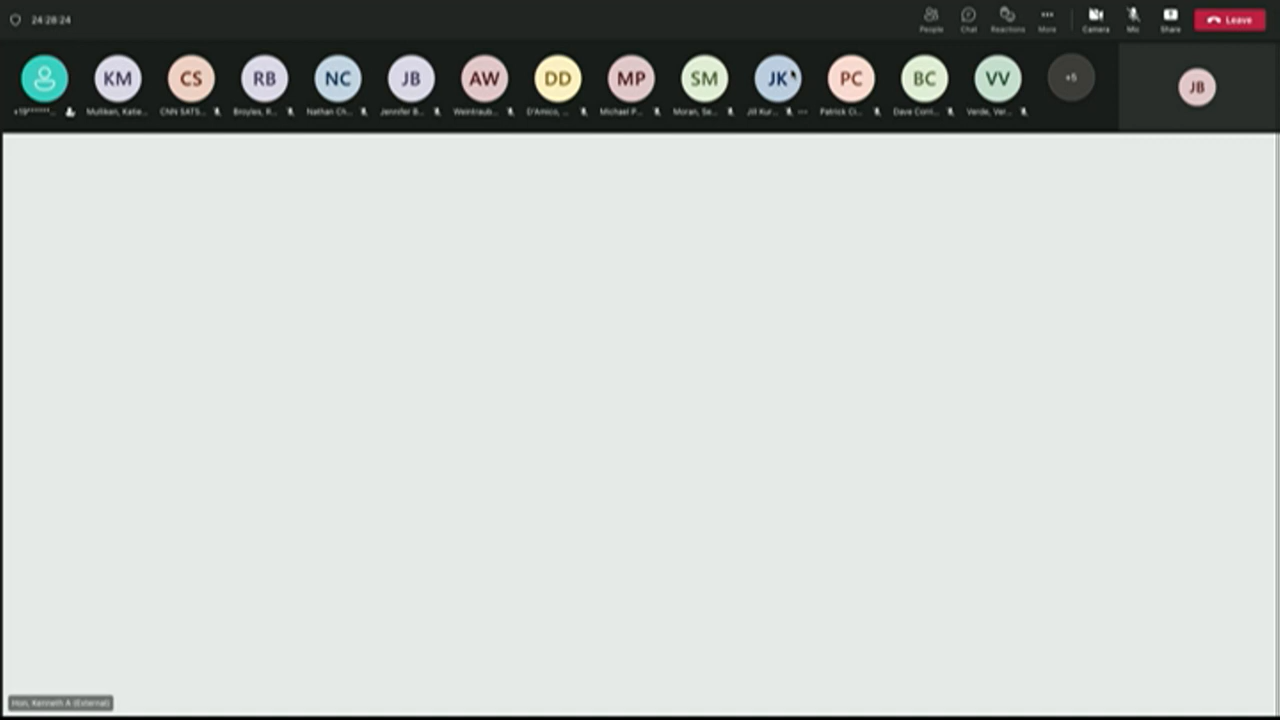 24:28:24
People Chat Reactions More Camera Mic Share Leave
KM CS RB NC JB AW DD MP SM JK PC BC VV +5 JB
Mulliken, Katie... CNN SATS... Broyles, R... Nathan Ch... Jennifer B... Weintraub... D'Amico, ... Michael P... Moran, Se... Jill Kur... Patrick Ci... Dave Corri... Verde, Ver...
Hon, Kenneth A (External)